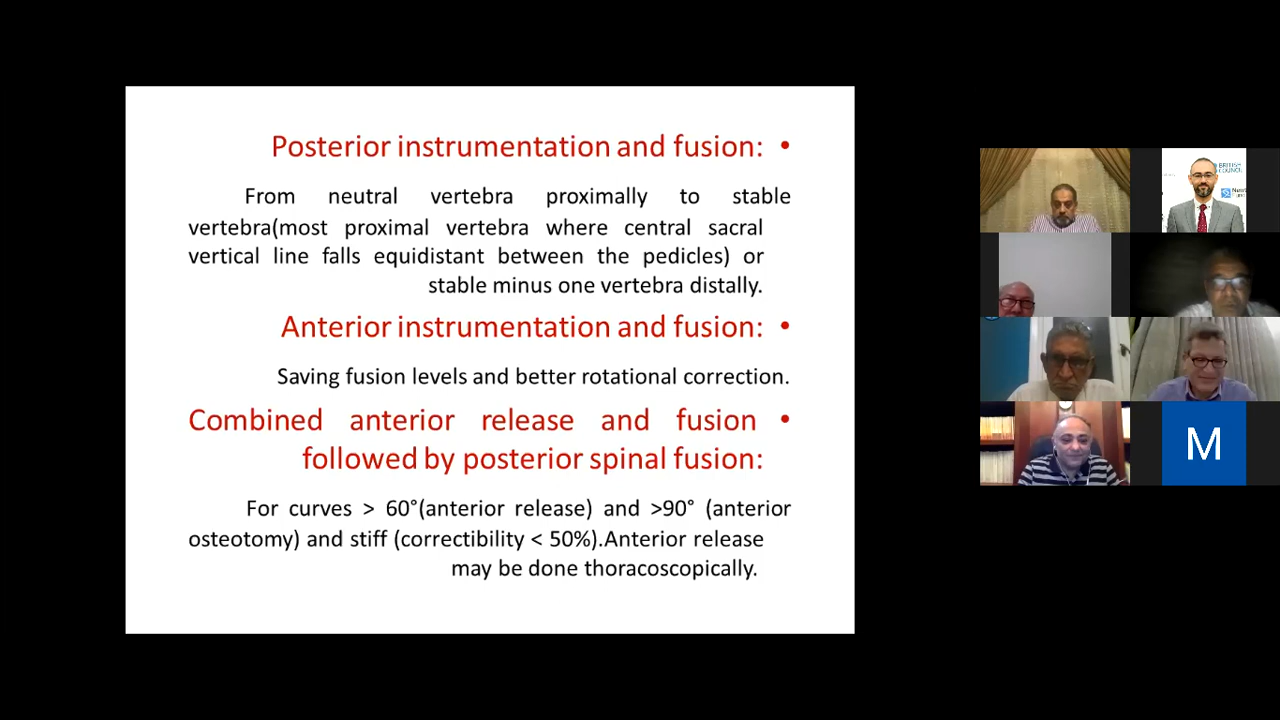 Posterior instrumentation and fusion: •
From neutral vertebra proximally to stable
vertebra(most proximal vertebra where central sacral
vertical line falls equidistant between the pedicles) or
stable minus one vertebra distally.
Anterior instrumentation and fusion: •
Saving fusion levels and better rotational correction.
Combined anterior release and fusion •
followed by posterior spinal fusion:
For curves > 60°(anterior release) and >90° (anterior
osteotomy) and stiff (correctibility < 50%).Anterior release
may be done thoracoscopically.
BRITISH
COUNCIL
M